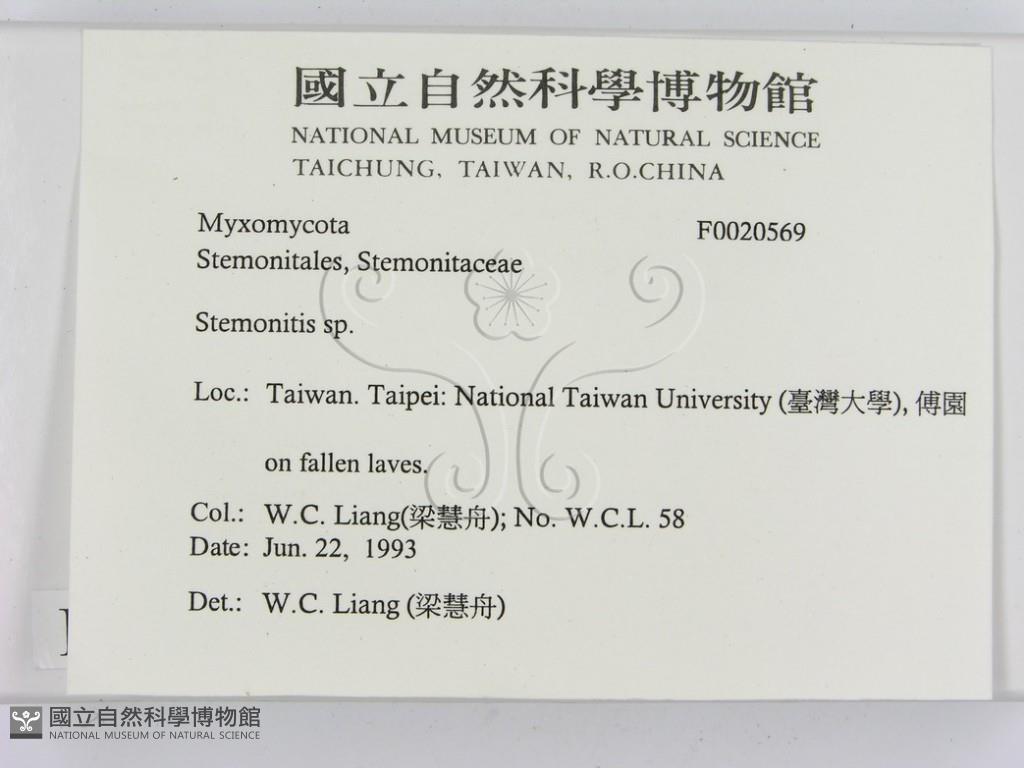 國立自然科學博物館
NATIONAL MUSEUM OF NATURAL SCIENCE
TAICHUNG, TAIWAN, R.O.CHINA
Myxomycota F0020569
Stemonitales, Stemonitaceae
Stemonitis sp.
Loc.: Taiwan. Taipei: National Taiwan University (臺灣大學), 傅園
on fallen laves.
Col.: W.C. Liang(梁慧舟); No. W.C.L. 58
Date: Jun. 22, 1993
Det.: W.C. Liang (梁慧舟)
國立自然科學博物館
NATIONAL MUSEUM OF NATURAL SCIENCE